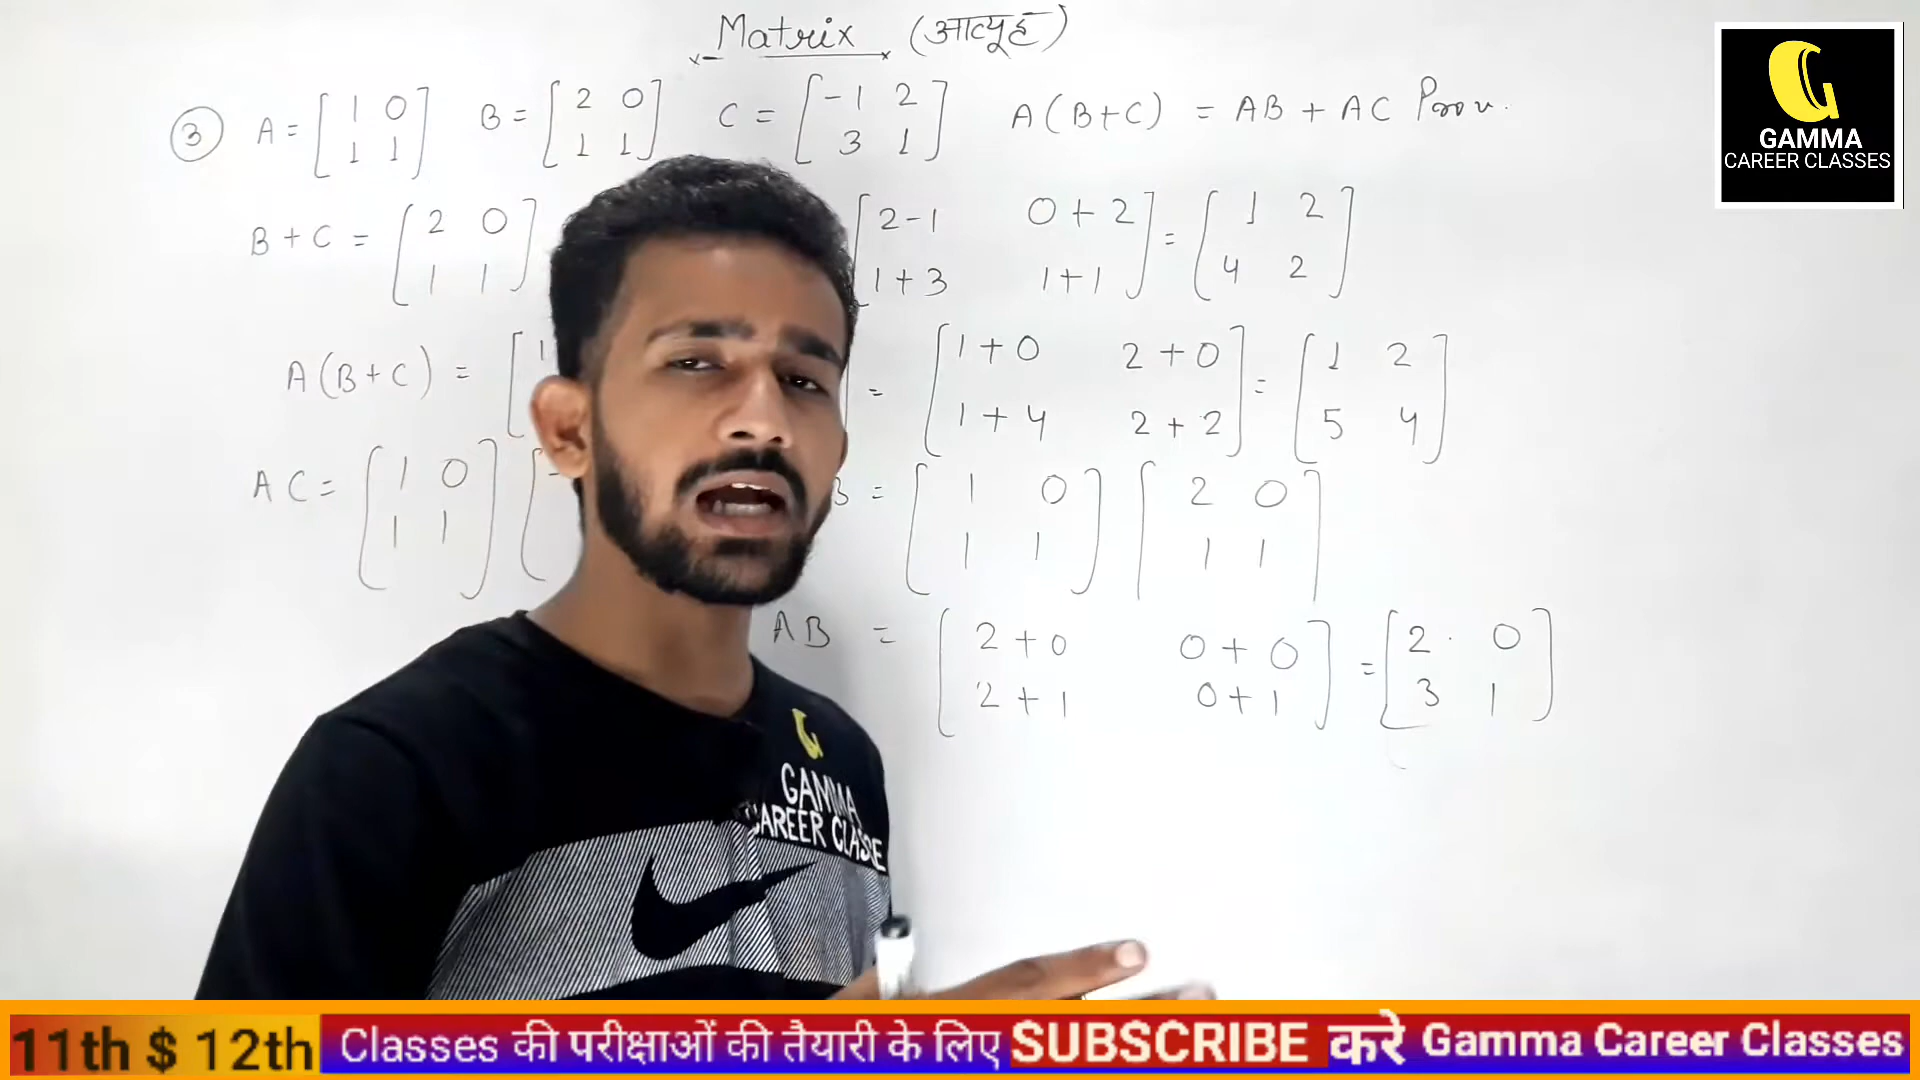 Matrix (आव्यूह)
3 A = [1 0 1 1] B = [2 0 1 1] C = [-1 2 3 1] A(B+C) = AB + AC Prov.
B + C = [2 0 1 1] [2-1 0+2 1+3 1+1] = [1 2 4 2]
A(B+C) = [1 = [1+0 2+0 1+4 2+2] = [1 2 5 4]
AC = [1 0 1 1] [ B = [1 0 1 1] [2 0 1 1]
AB = [2+0 0+0 2+1 0+1] = [2 0 3 1]
GAMMA
CAREER CLASSES
GAMMA
CAREER CLASSE
11th $ 12th Classes की परीक्षाओं की तैयारी के लिए SUBSCRIBE करे Gamma Career Classes